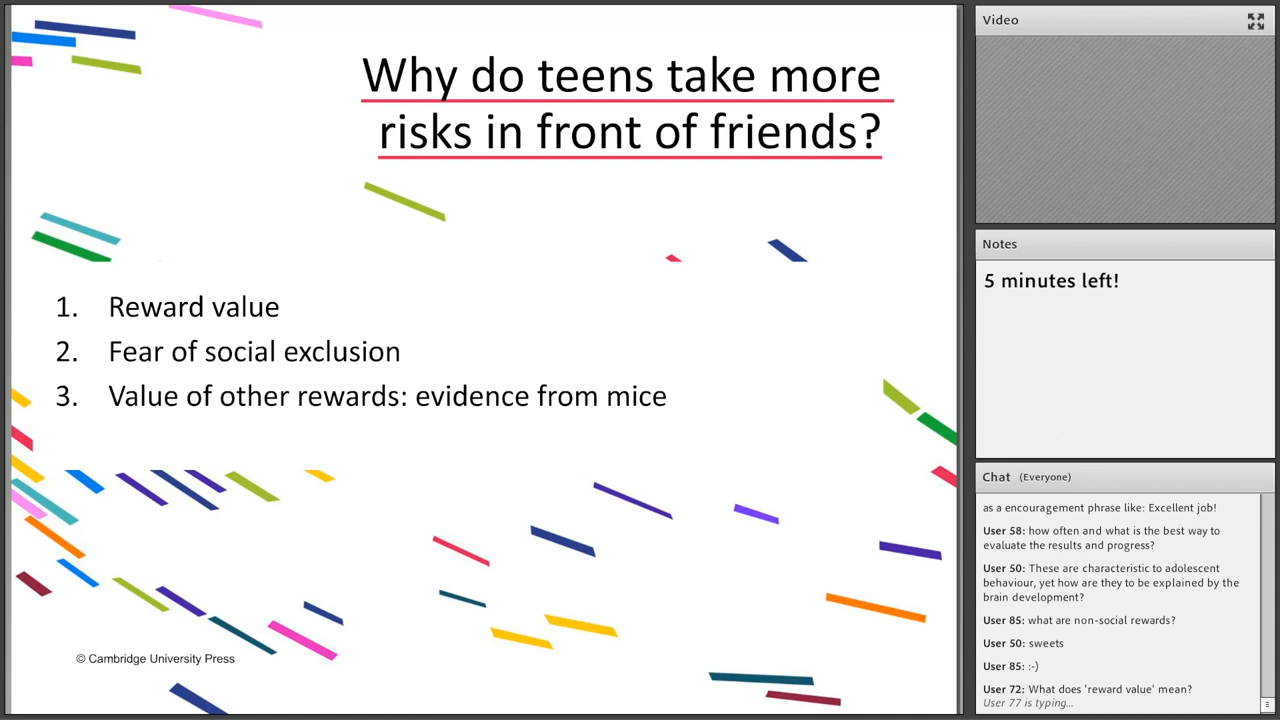 Why do teens take more
risks in front of friends?
1. Reward value
2. Fear of social exclusion
3. Value of other rewards: evidence from mice
© Cambridge University Press
Video
Notes
5 minutes left!
Chat (Everyone)
as a encouragement phrase like: Excellent job!
User 58: how often and what is the best way to
evaluate the results and progress?
User 50: These are characteristic to adolescent
behaviour, yet how are they to be explained by the
brain development?
User 85: what are non-social rewards?
User 50: sweets
User 85: :-)
User 72: What does 'reward value' mean?
User 77 is typing...